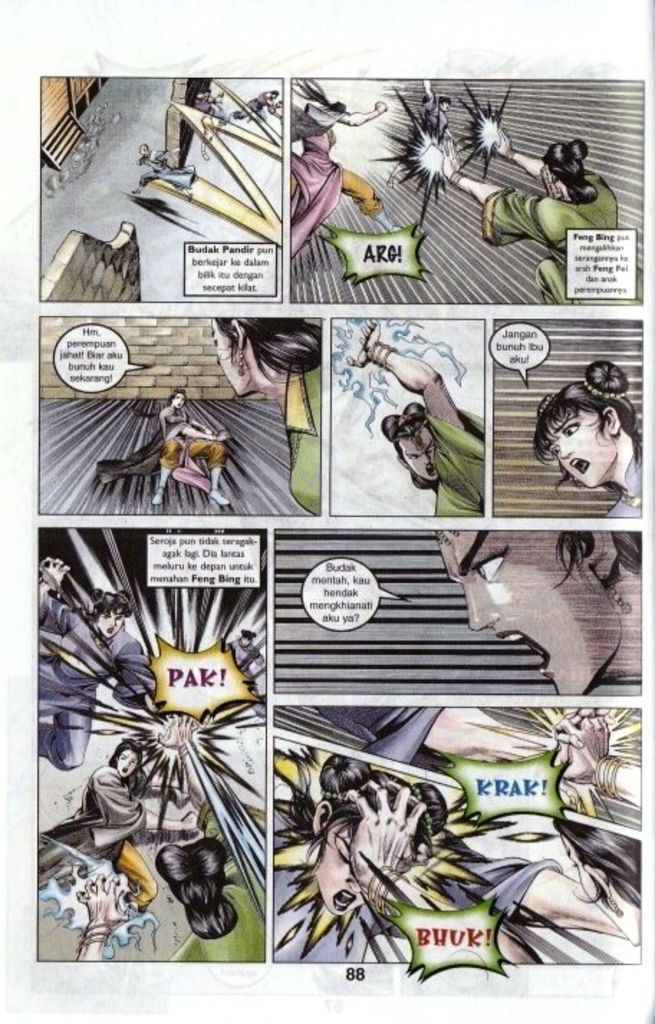 Budak Pandir pun
berkejar ke dalam
bilik itu dengan
secepat kilat.
ARG!
Feng Bing pun
mengalihkan
serangannya ke
arah Feng Fei
dan anak
perempuannya
Hm,
perempuan
jahat! Biar aku
bunuh kau
sekarang!
Jangan
bunuh Ibu
aku!
Seroja pun tidak teragak-
agak lagi. Dia lantas
meluru ke depan untuk
menahan Feng Bing itu.
PAK!
Budak
mentah, kau
hendak
mengkhianati
aku ya?
KRAK!
BHUK!
88